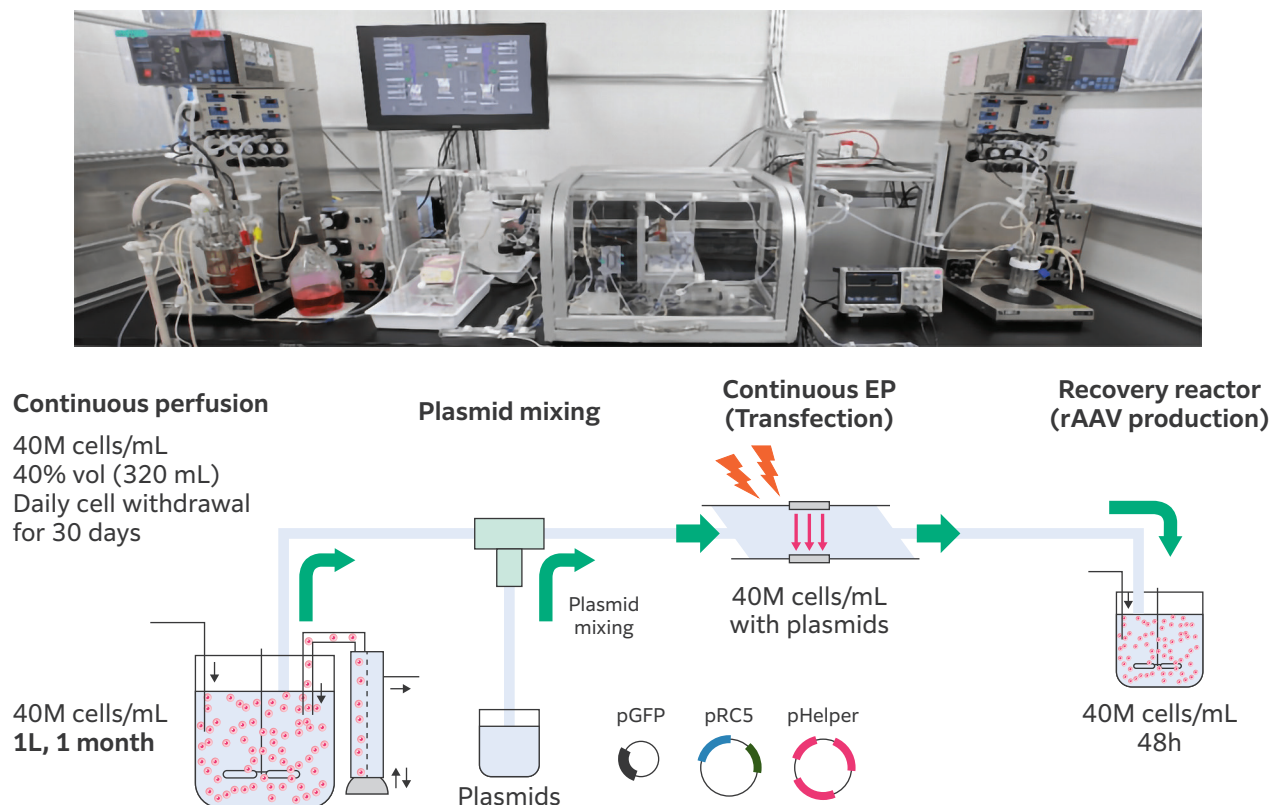 Continuous perfusion
40M cells/mL
40% vol (320 mL)
Daily cell withdrawal
for 30 days
Plasmid mixing
Continuous EP
(Transfection)
Recovery reactor
(rAAV production)
Plasmid
mixing
40M cells/mL
with plasmids
40M cells/mL
1L, 1 month
pGFP
pRC5
pHelper
Plasmids
40M cells/mL
48h